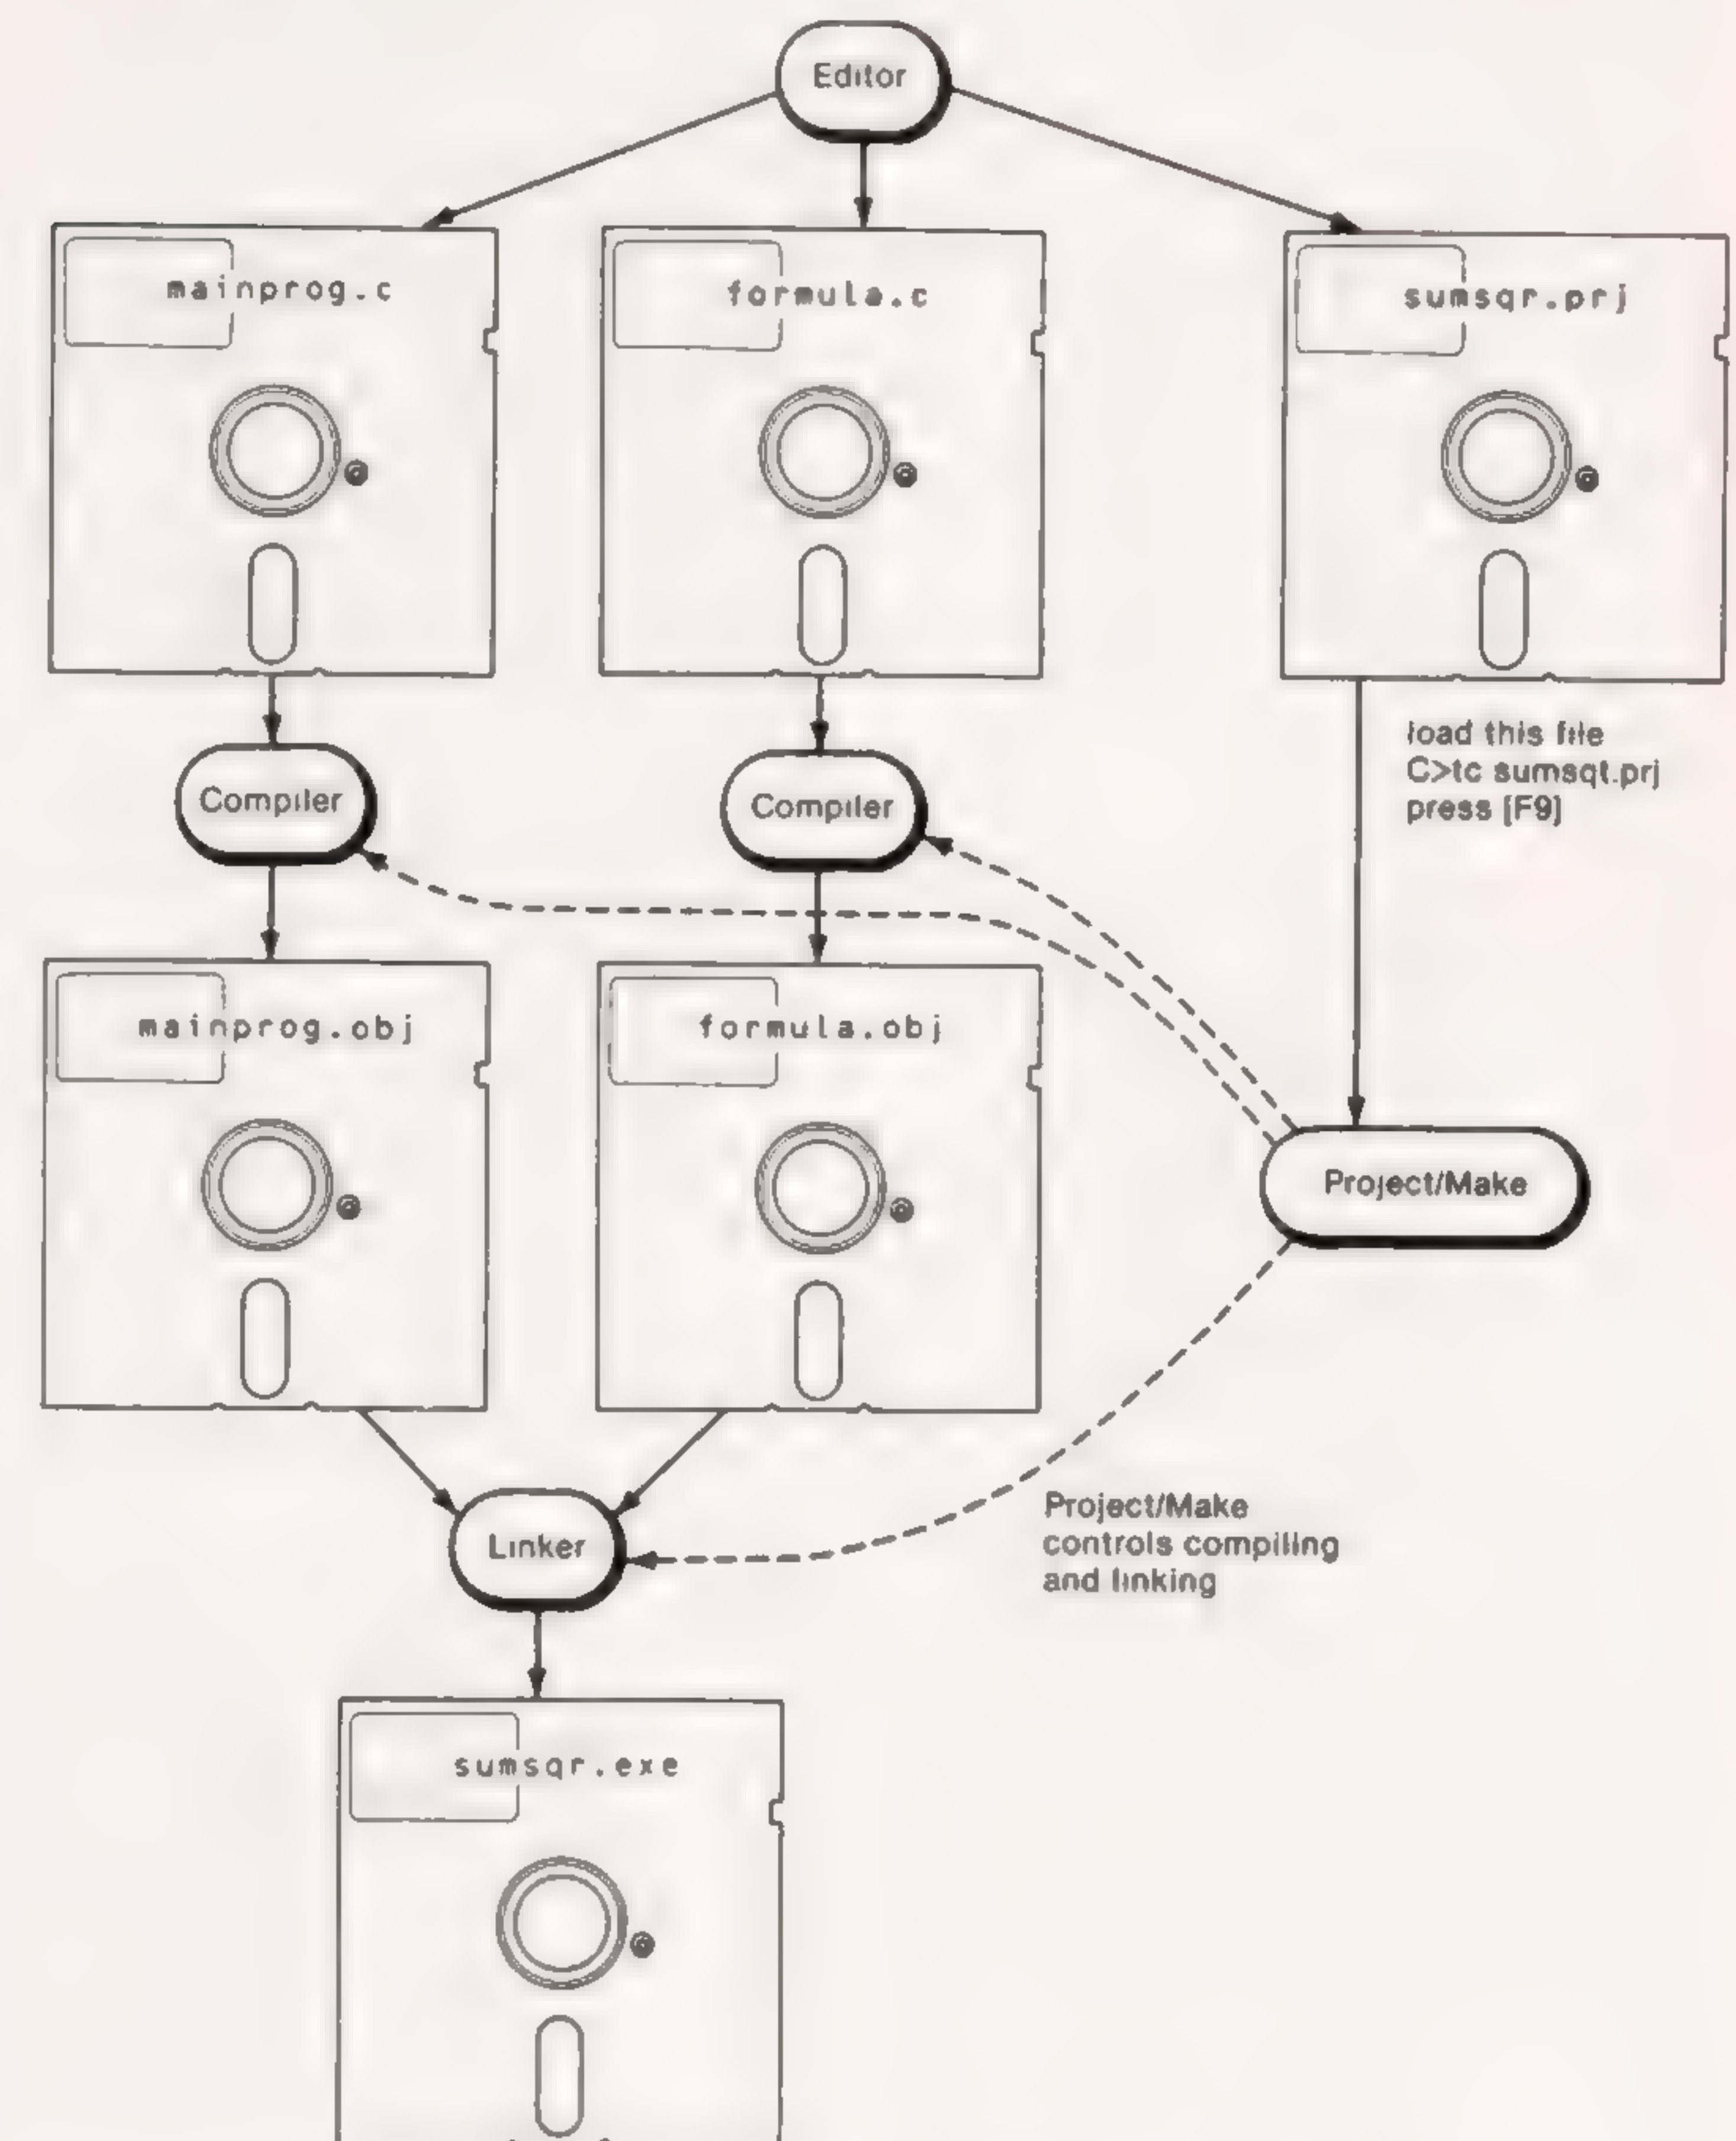 Editor
mainprog.c
formula.c
sumsqr.prj
load this file
C>tc sumsqt.prj
press [F9]
Compiler
Compiler
mainprog.obj
formula.obj
Project/Make
Linker
Project/Make
controls compiling
and linking
sumsqr.exe